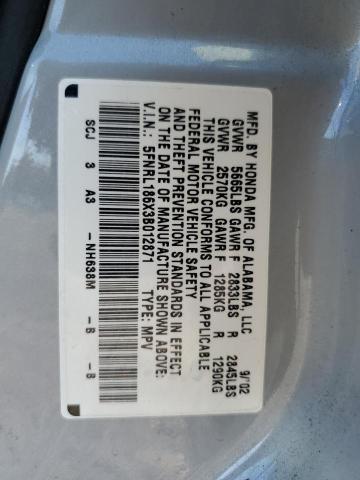 MFD. BY HONDA MFG. OF ALABAMA, LLC 9/'02
GVWR 5665LBS GAWR F 2833LBS R 2845LBS
GVWR 2570KG GAWR F 1285KG R 1290KG
THIS VEHICLE CONFORMS TO ALL APPLICABLE
FEDERAL MOTOR VEHICLE SAFETY
AND THEFT PREVENTION STANDARDS IN EFFECT
ON THE DATE OF MANUFACTURE SHOWN ABOVE.
V.I.N.: 5FNRL186X3B012871 TYPE: MPV
SCJ 3 A3 -NH638M -B -B